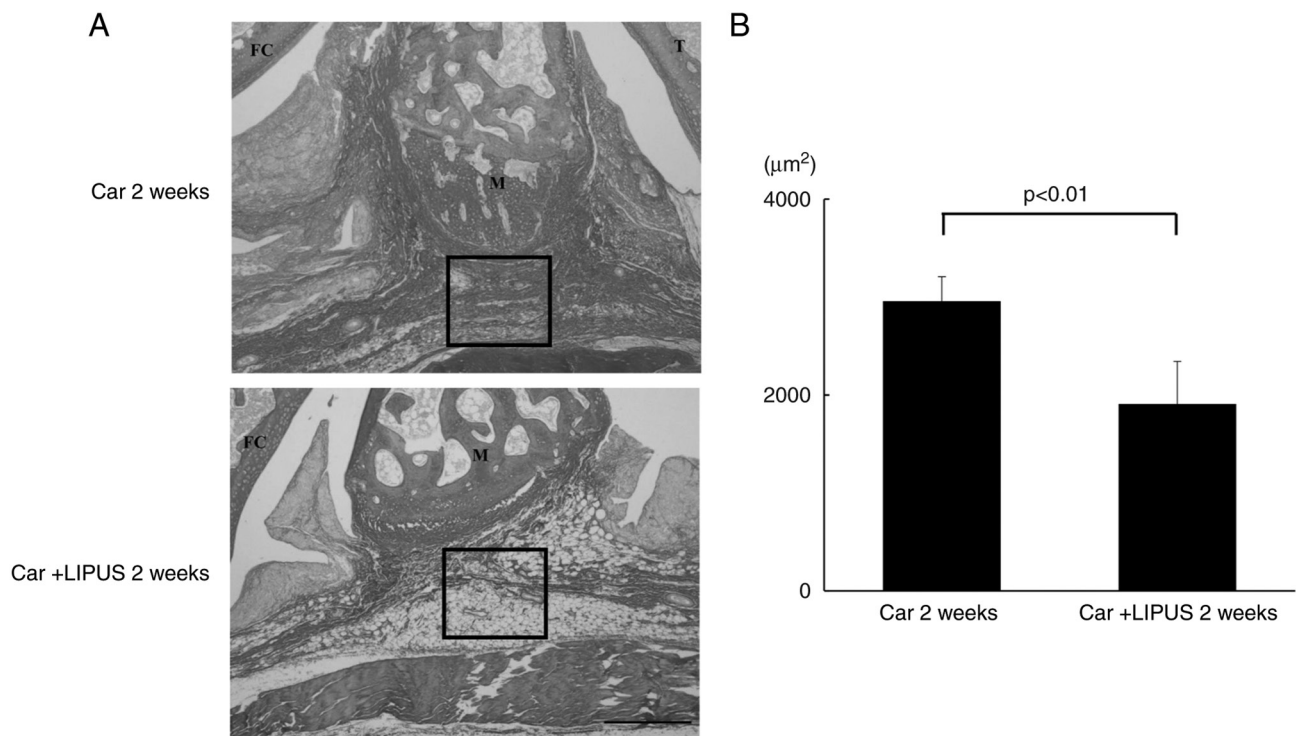 A
B
FC
T
Car 2 weeks
M
FC
M
Car +LIPUS 2 weeks
(μm²)
4000
p<0.01
2000
0
Car 2 weeks
Car +LIPUS 2 weeks